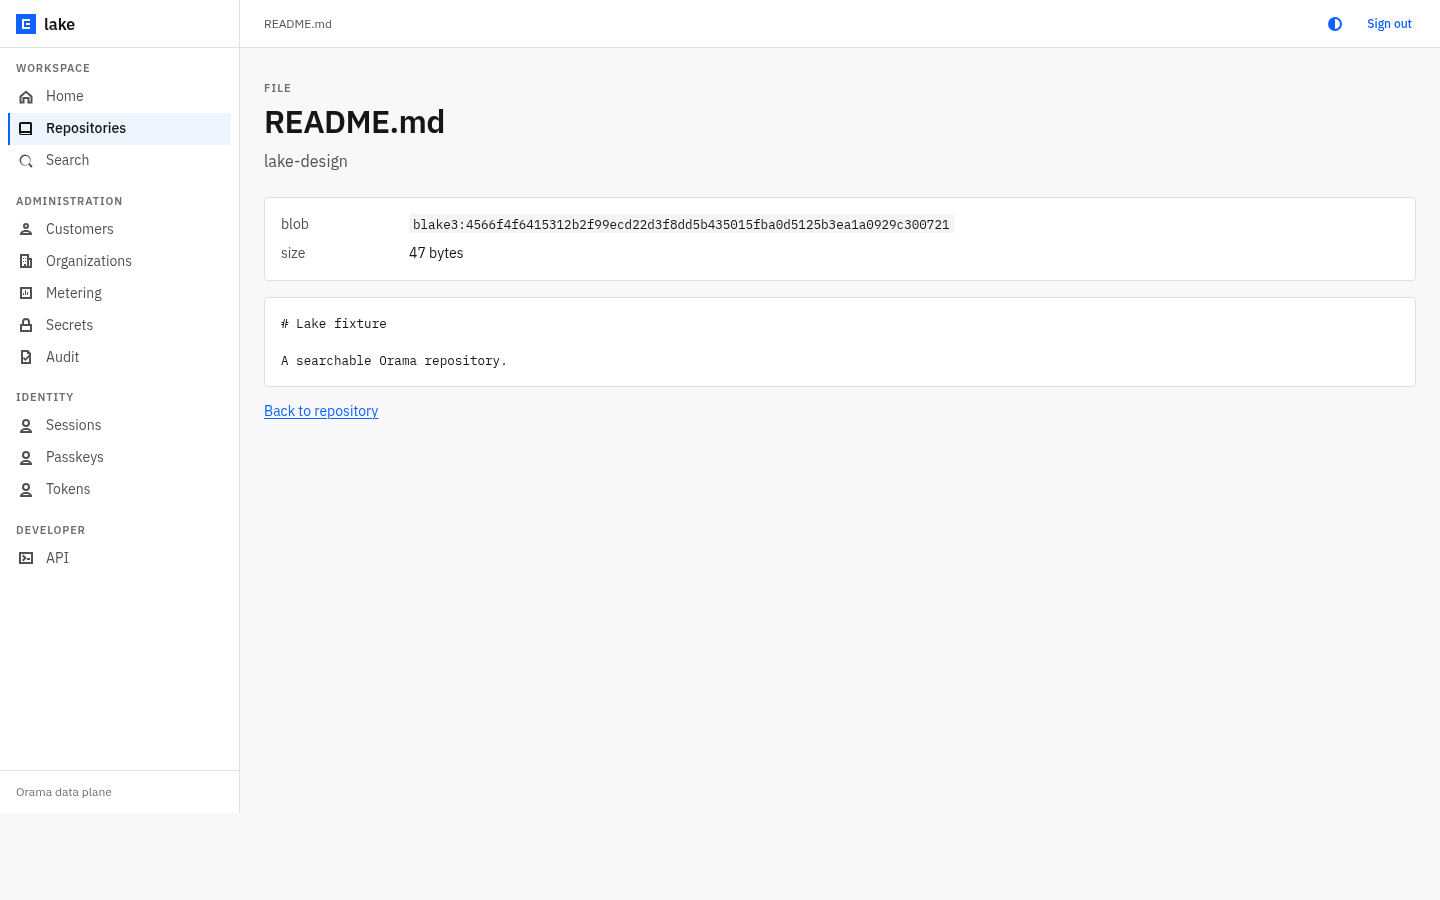 lake
README.md
Sign out
WORKSPACE
Home
Repositories
Search
ADMINISTRATION
Customers
Organizations
Metering
Secrets
Audit
IDENTITY
Sessions
Passkeys
Tokens
DEVELOPER
API
Orama data plane
FILE
README.md
lake-design
blob blake3:4566f4f6415312b2f99ecd22d3f8dd5b435015fba0d5125b3ea1a0929c300721
size 47 bytes
# Lake fixture
A searchable Orama repository.
Back to repository